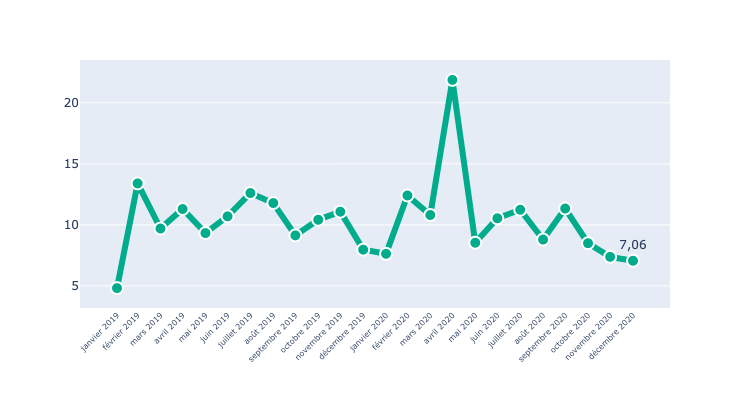 20
15
10
5
7,06
janvier 2019
février 2019
mars 2019
avril 2019
mai 2019
juin 2019
juillet 2019
août 2019
septembre 2019
octobre 2019
novembre 2019
décembre 2019
janvier 2020
février 2020
mars 2020
avril 2020
mai 2020
juin 2020
juillet 2020
août 2020
septembre 2020
octobre 2020
novembre 2020
décembre 2020